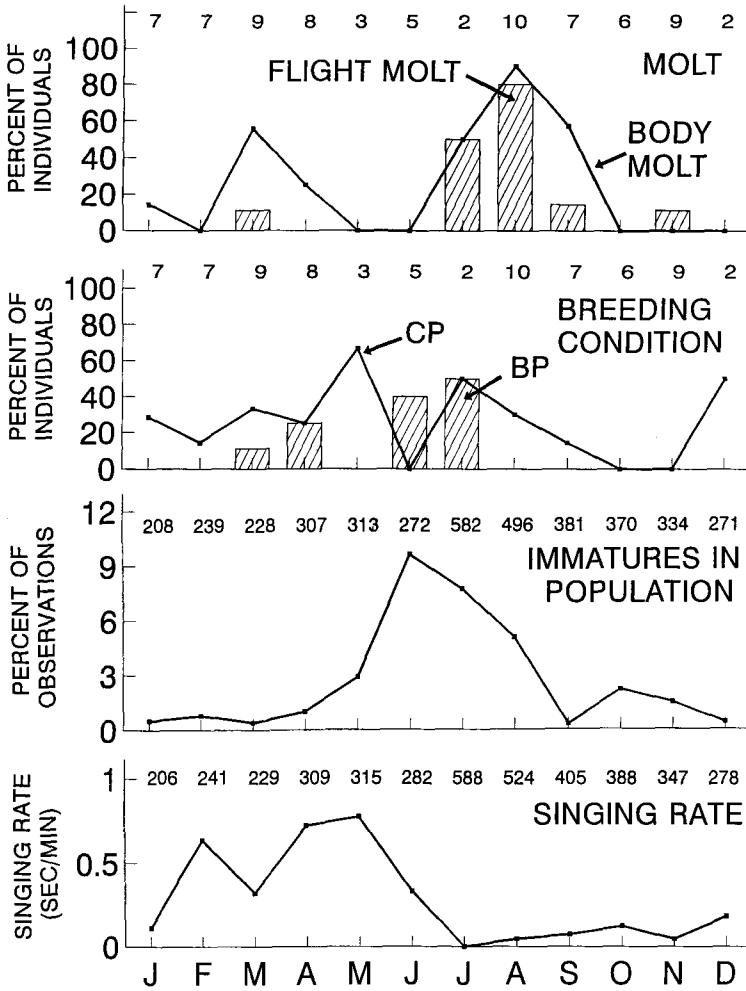 7 7 9 8 3 5 2 10 7 6 9 2
100
80
60
40
20
0
PERCENT OF
INDIVIDUALS
FLIGHT MOLT
MOLT
BODY
MOLT
7 7 9 8 3 5 2 10 7 6 9 2
100
80
60
40
20
0
PERCENT OF
INDIVIDUALS
CP
BP
BREEDING
CONDITION
12
9
6
3
0
PERCENT OF
OBSERVATIONS
208 239 228 307 313 272 582 496 381 370 334 271
IMMATURES IN
POPULATION
1
0.5
0
SINGING RATE
(SEC/MIN)
206 241 229 309 315 282 588 524 405 388 347 278
SINGING RATE
J F M A M J J A S O N D